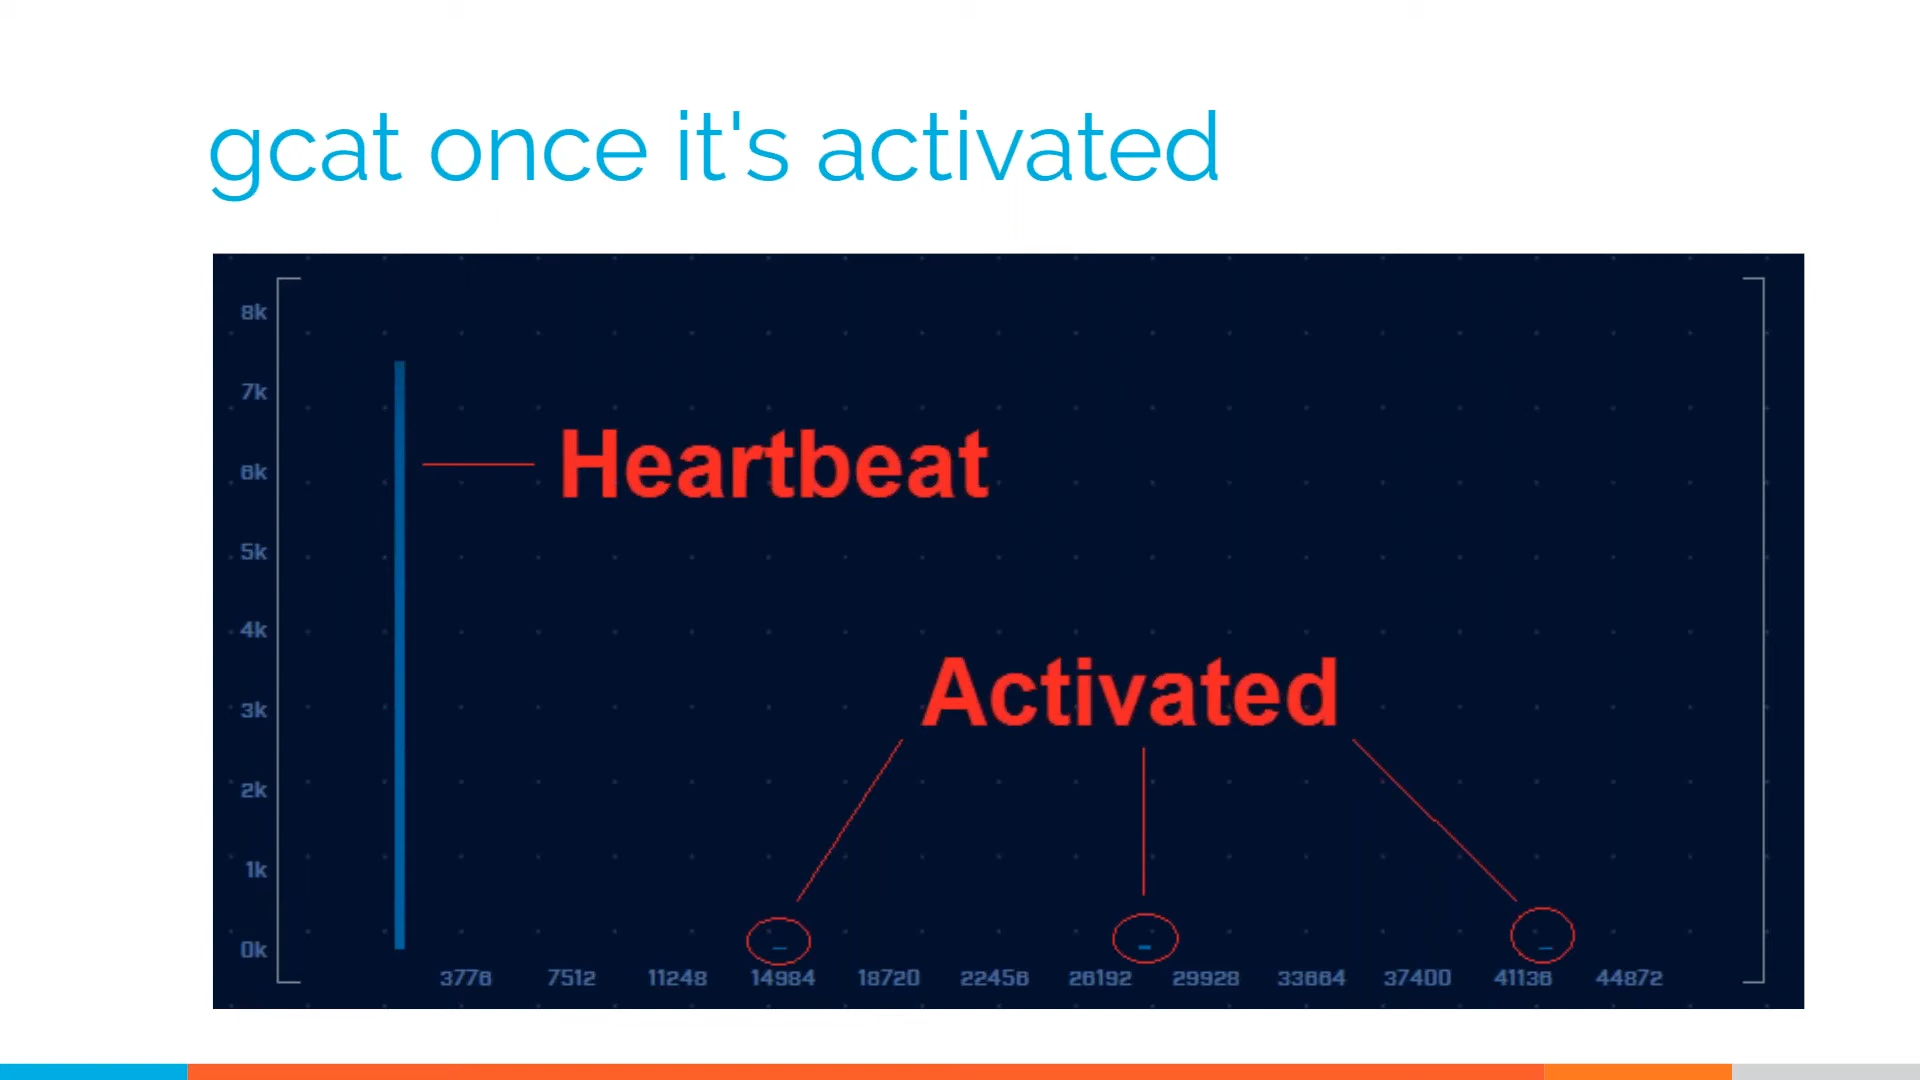 gcat once it's activated
8k
7k
Heartbeat
6k
5k
4k
Activated
3k
2k
1k
0k
3776 7512 11248 14984 18720 22456 26192 29928 33664 37400 41136 44872